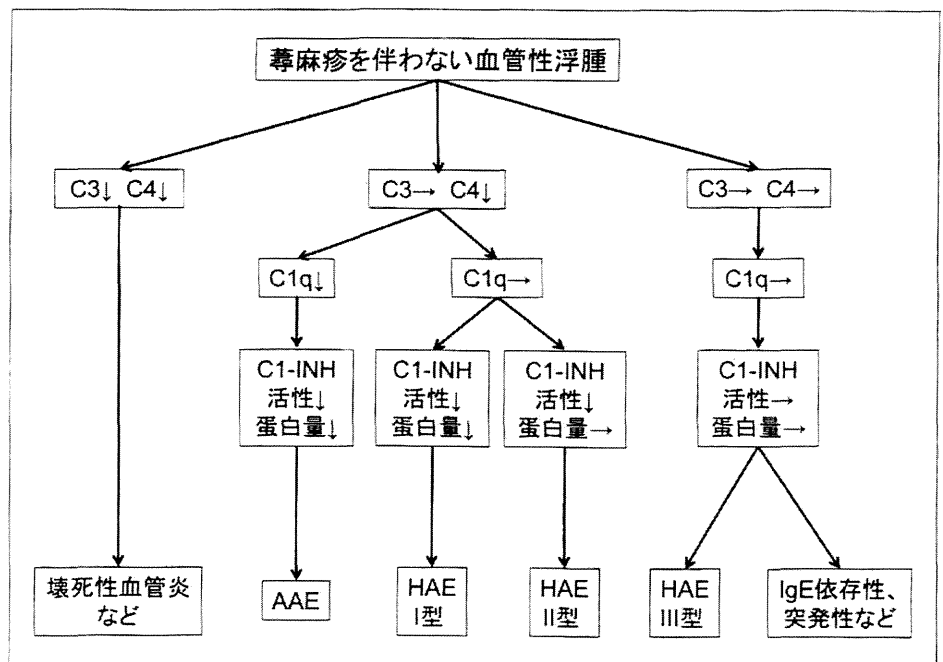 蕁麻疹を伴わない血管性浮腫
C3↓ C4↓
C3→ C4↓
C3→ C4→
C1q↓
C1q→
C1q→
C1-INH
活性↓
蛋白量↓
C1-INH
活性↓
蛋白量↓
C1-INH
活性↓
蛋白量→
C1-INH
活性→
蛋白量→
壊死性血管炎
など
AAE
HAE
I型
HAE
II型
HAE
III型
IgE依存性、
突発性など